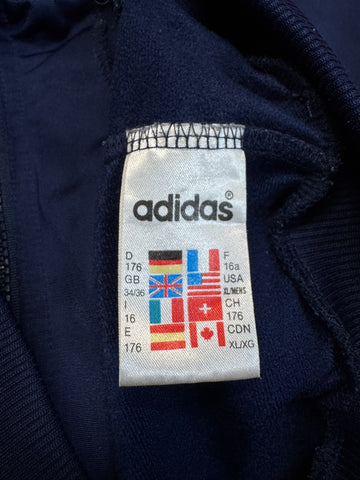 adidas®
D F
176 16a
GB USA
34/36 XL/MENS
I CH
16 176
E CDN
176 XL/XG